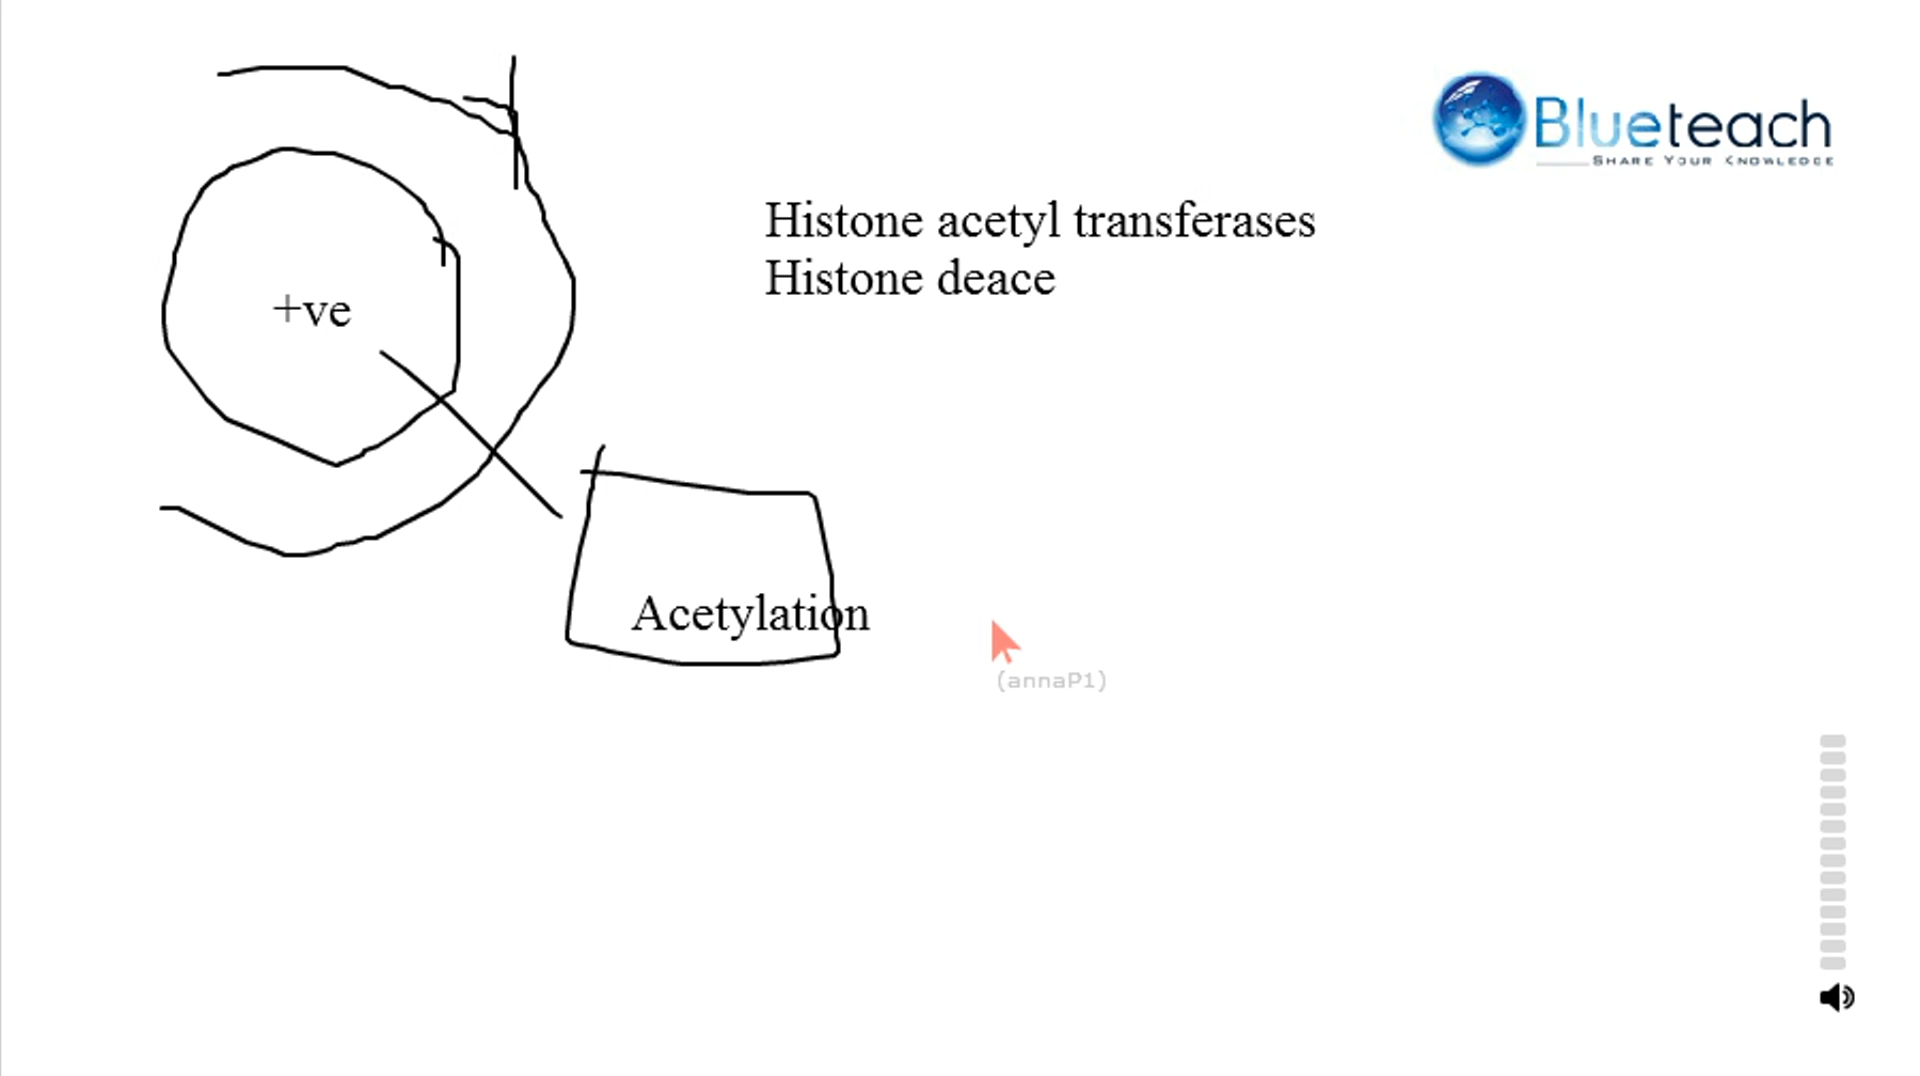 Blueteach
SHARE YOUR KNOWLEDGE
Histone acetyl transferases
Histone deace
+ve
Acetylation
(annaP1)